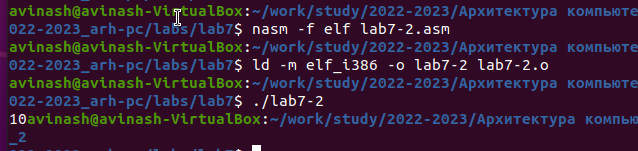 avinash@avinash-VirtualBox:~/work/study/2022-2023/Архитектура компьюте
022-2023_arh-pc/labs/lab7$ nasm -f elf lab7-2.asm
avinash@avinash-VirtualBox:~/work/study/2022-2023/Архитектура компьюте
022-2023_arh-pc/labs/lab7$ ld -m elf_i386 -o lab7-2 lab7-2.o
avinash@avinash-VirtualBox:~/work/study/2022-2023/Архитектура компьюте
022-2023_arh-pc/labs/lab7$ ./lab7-2
10avinash@avinash-VirtualBox:~/work/study/2022-2023/Архитектура компью
_2